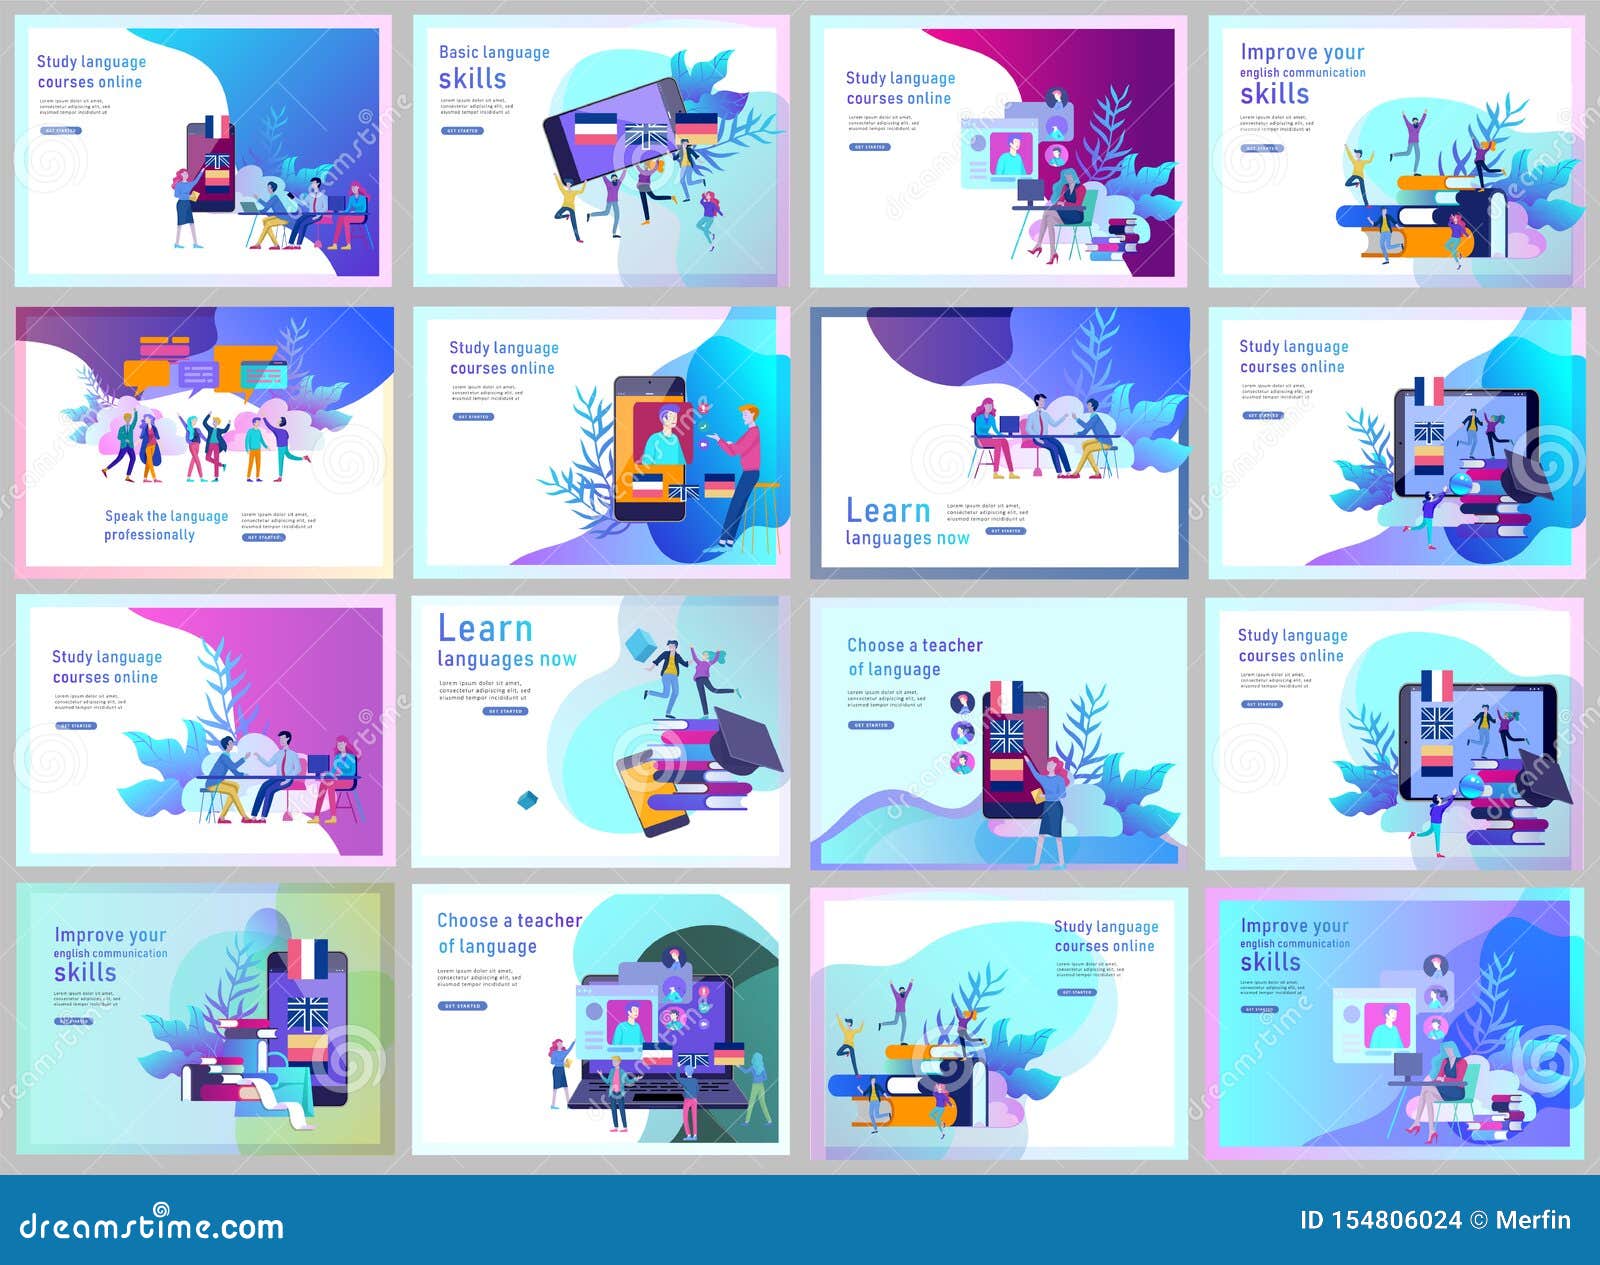 Study language
courses online
Lorem ipsum dolor sit amet,
consectetur adipiscing elit, sed do
eiusmod tempor incididunt ut
GET STARTED
Basic language
skills
Lorem ipsum dolor sit amet,
consectetur adipiscing elit, sed do
eiusmod tempor incididunt ut
GET STARTED
Study language
courses online
Lorem ipsum dolor sit amet,
consectetur adipiscing elit, sed do
eiusmod tempor incididunt ut
GET STARTED
Improve your
english communication
skills
Lorem ipsum dolor sit amet,
consectetur adipiscing elit,
sed do eiusmod
tempor incididunt ut
GET STARTED
Speak the language
professionally
Lorem ipsum dolor sit amet,
consectetur adipiscing elit, sed do
eiusmod tempor incididunt ut
GET STARTED
Study language
courses online
Lorem ipsum dolor sit amet,
consectetur adipiscing elit, sed do
eiusmod tempor incididunt ut
GET STARTED
Learn
languages now
Lorem ipsum dolor sit amet,
consectetur adipiscing elit, sed do
eiusmod tempor incididunt ut
GET STARTED
Study language
courses online
Lorem ipsum dolor sit amet,
consectetur adipiscing elit, sed do
eiusmod tempor incididunt ut
GET STARTED
Study language
courses online
Lorem ipsum dolor sit amet,
consectetur adipiscing elit, sed do
eiusmod tempor incididunt ut
GET STARTED
Learn
languages now
Lorem ipsum dolor sit amet,
consectetur adipiscing elit, sed do
eiusmod tempor incididunt ut
GET STARTED
Choose a teacher
of language
Lorem ipsum dolor sit amet,
consectetur adipiscing elit,
sed do eiusmod
tempor incididunt ut
GET STARTED
Study language
courses online
Lorem ipsum dolor sit amet,
consectetur adipiscing elit, sed do
eiusmod tempor incididunt ut
GET STARTED
Improve your
english communication
skills
Lorem ipsum dolor sit amet,
consectetur adipiscing elit,
sed do eiusmod
tempor incididunt ut
GET STARTED
Choose a teacher
of language
Lorem ipsum dolor sit amet,
consectetur adipiscing elit, sed do
eiusmod tempor incididunt ut
GET STARTED
Study language
courses online
Lorem ipsum dolor sit amet,
consectetur adipiscing elit, sed do
eiusmod tempor incididunt ut
GET STARTED
Improve your
english communication
skills
Lorem ipsum dolor sit amet,
consectetur adipiscing elit, sed do
eiusmod tempor incididunt ut
GET STARTED
dreamstime.com
ID 154806024 © Merfin